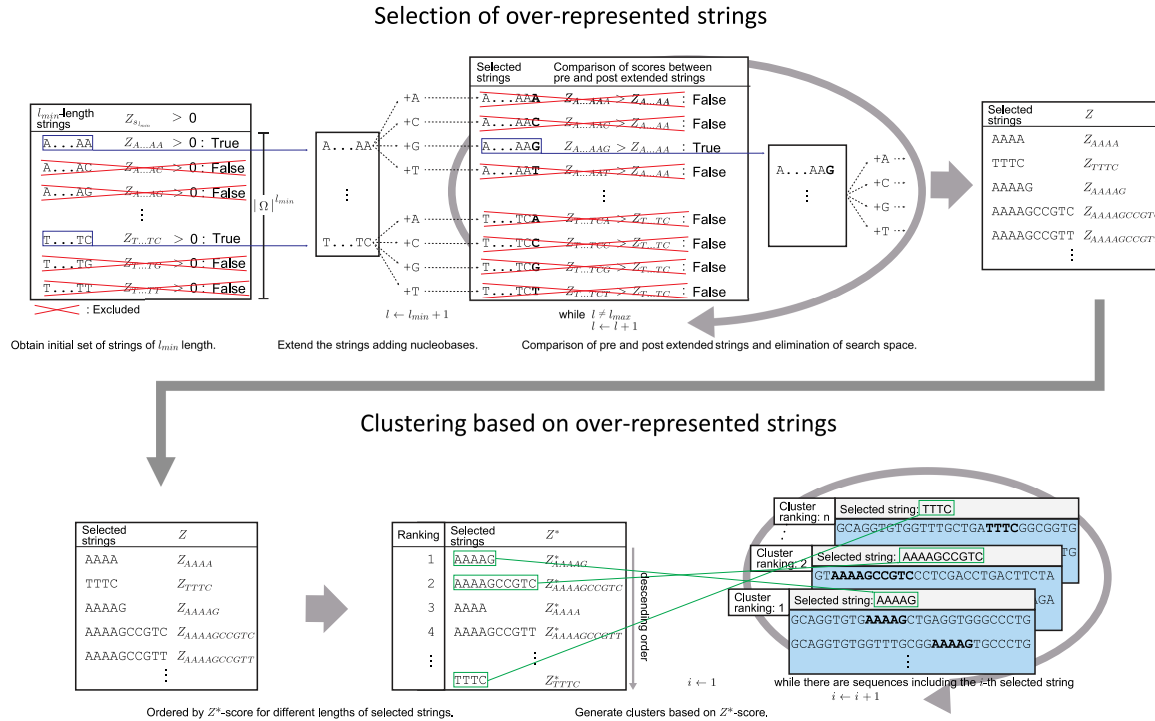 Selection of over-represented strings
l_min-length strings Z_{s_{l_min}} > 0
A...AA Z_{A...AA} > 0 : True
A...AC Z_{A...AC} > 0 : False
A...AG Z_{A...AG} > 0 : False
⋮
T...TC Z_{T...TC} > 0 : True
T...TG Z_{T...TG} > 0 : False
T...TT Z_{T...TT} > 0 : False
|Ω|^{l_min}
: Excluded
Obtain initial set of strings of l_min length.
A...AA
⋮
T...TC
+A
+C
+G
+T
⋮
+A
+C
+G
+T
l ← l_min + 1
Extend the strings adding nucleobases.
Selected strings Comparison of scores between pre and post extended strings
A...AAA Z_{A...AAA} > Z_{A...AA} : False
A...AAC Z_{A...AAC} > Z_{A...AA} : False
A...AAG Z_{A...AAG} > Z_{A...AA} : True
A...AAT Z_{A...AAT} > Z_{A...AA} : False
⋮
T...TCA Z_{T...TCA} > Z_{T...TC} : False
T...TCC Z_{T...TCC} > Z_{T...TC} : False
T...TCG Z_{T...TCG} > Z_{T...TC} : False
T...TCT Z_{T...TCT} > Z_{T...TC} : False
while l ≠ l_max
l ← l + 1
Comparison of pre and post extended strings and elimination of search space.
A...AAG
⋮
+A
+C
+G
+T
Selected strings Z
AAAA Z_{AAAA}
TTTC Z_{TTTC}
AAAAG Z_{AAAAG}
AAAAGCCGTC Z_{AAAAGCCGTC}
AAAAGCCGTT Z_{AAAAGCCGT
⋮
Clustering based on over-represented strings
Selected strings Z
AAAA Z_{AAAA}
TTTC Z_{TTTC}
AAAAG Z_{AAAAG}
AAAAGCCGTC Z_{AAAAGCCGTC}
AAAAGCCGTT Z_{AAAAGCCGTT}
⋮
Ordered by Z*-score for different lengths of selected strings.
Ranking Selected strings Z*
1 AAAAG Z*_{AAAAG}
2 AAAAGCCGTC Z*_{AAAAGCCGTC}
3 AAAA Z*_{AAAA}
4 AAAAGCCGTT Z*_{AAAAGCCGTT}
⋮ ⋮
TTTC Z*_{TTTC}
descending order
i ← 1
Generate clusters based on Z*-score.
Cluster ranking: n Selected string: TTTC
GCAGGTGTGGTTTGCTGATTTCGGCGGTG
TG
Cluster ranking: 2 Selected string: AAAAGCCGTC
GTAAAAGCCGTCCCTCGACCTGACTTCTA
GA
Cluster ranking: 1 Selected string: AAAAG
GCAGGTGTGAAAAGCTGAGGTGGGCCCTG
GCAGGTGTGGTTTGCGGAAAAGTGCCCTG
⋮
while there are sequences including the i-th selected string
i ← i + 1